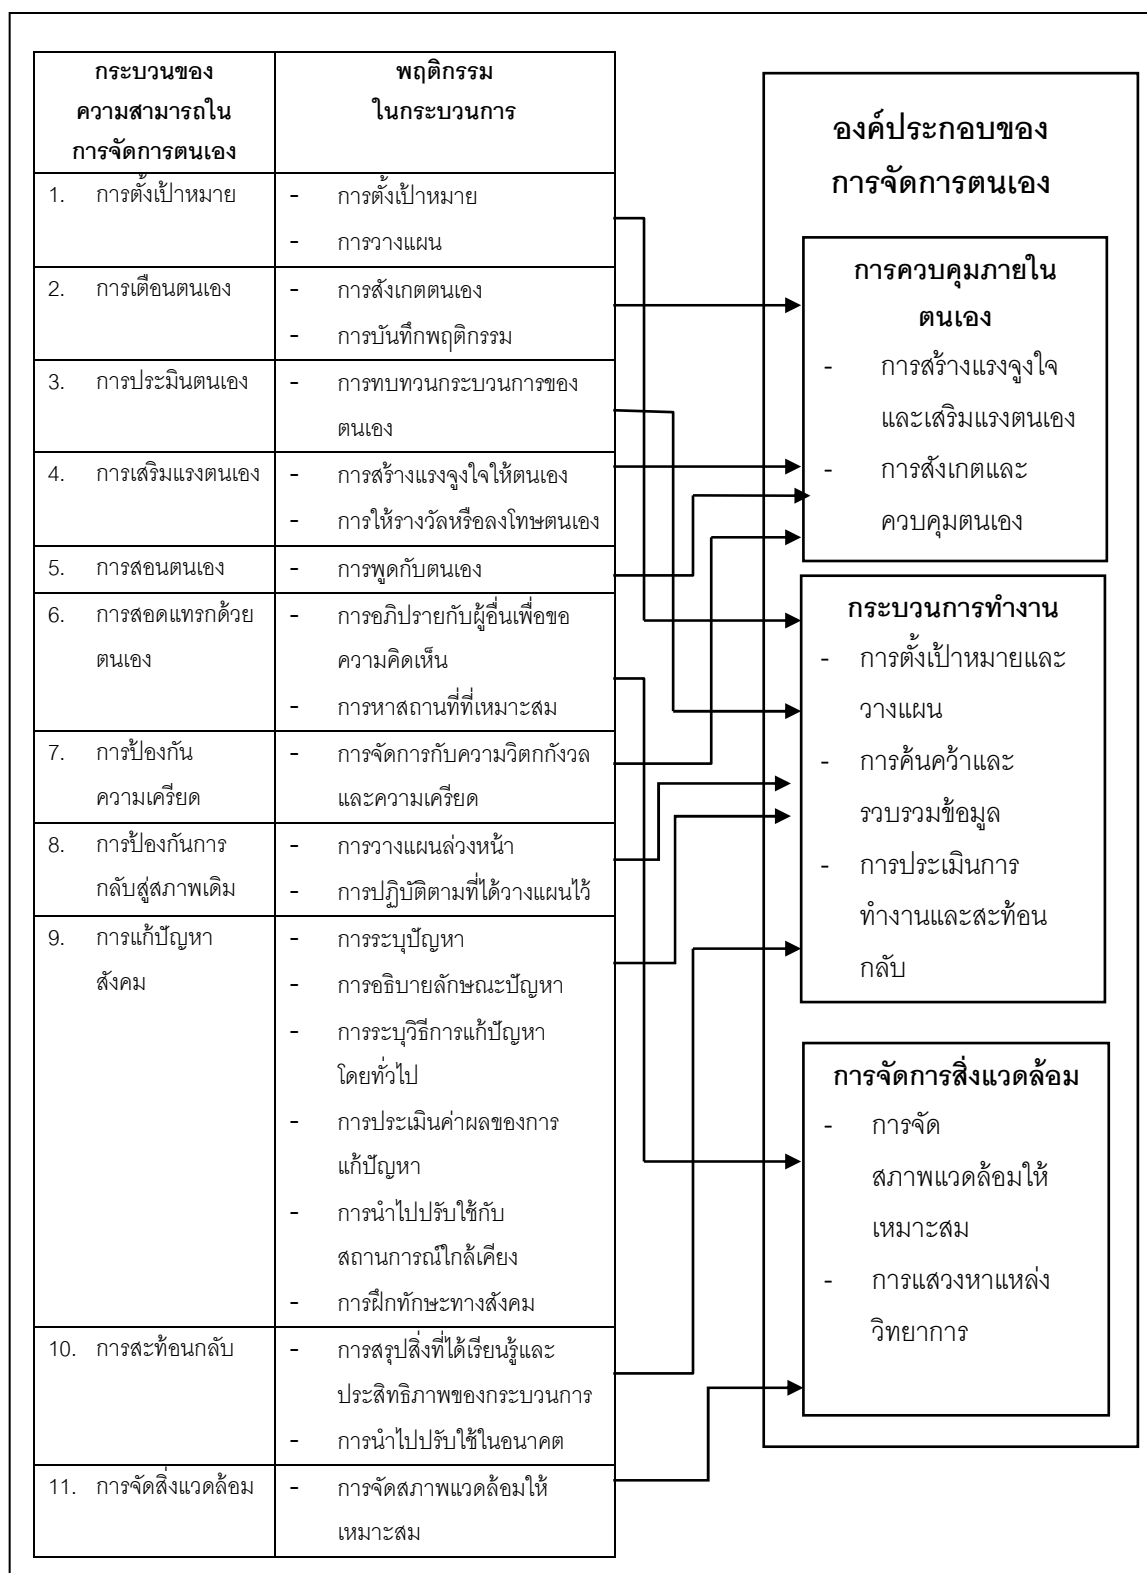 กระบวนของ
ความสามารถใน
การจัดการตนเอง
พฤติกรรม
ในกระบวนการ
1. การตั้งเป้าหมาย
- การตั้งเป้าหมาย
- การวางแผน
2. การเตือนตนเอง
- การสังเกตตนเอง
- การบันทึกพฤติกรรม
3. การประมินตนเอง
- การทบทวนกระบวนการของ
ตนเอง
4. การเสริมแรงตนเอง
- การสร้างแรงจูงใจให้ตนเอง
- การให้รางวัลหรือลงโทษตนเอง
5. การสอนตนเอง
- การพูดกับตนเอง
6. การสอดแทรกด้วย
ตนเอง
- การอภิปรายกับผู้อื่นเพื่อขอ
ความคิดเห็น
- การหาสถานที่ที่เหมาะสม
7. การป้องกัน
ความเครียด
- การจัดการกับความวิตกกังวล
และความเครียด
8. การป้องกันการ
กลับสู่สภาพเดิม
- การวางแผนล่วงหน้า
- การปฏิบัติตามที่ได้วางแผนไว้
9. การแก้ปัญหา
สังคม
- การระบุปัญหา
- การอธิบายลักษณะปัญหา
- การระบุวิธีการแก้ปัญหา
โดยทั่วไป
- การประเมินค่าผลของการ
แก้ปัญหา
- การนำไปปรับใช้กับ
สถานการณ์ใกล้เคียง
- การฝึกทักษะทางสังคม
10. การสะท้อนกลับ
- การสรุปสิ่งที่ได้เรียนรู้และ
ประสิทธิภาพของกระบวนการ
- การนำไปปรับใช้ในอนาคต
11. การจัดสิ่งแวดล้อม
- การจัดสภาพแวดล้อมให้
เหมาะสม
องค์ประกอบของ
การจัดการตนเอง
การควบคุมภายใน
ตนเอง
- การสร้างแรงจูงใจ
และเสริมแรงตนเอง
- การสังเกตและ
ควบคุมตนเอง
กระบวนการทำงาน
- การตั้งเป้าหมายและ
วางแผน
- การค้นคว้าและ
รวบรวมข้อมูล
- การประเมินการ
ทำงานและสะท้อน
กลับ
การจัดการสิ่งแวดล้อม
- การจัด
สภาพแวดล้อมให้
เหมาะสม
- การแสวงหาแหล่ง
วิทยาการ